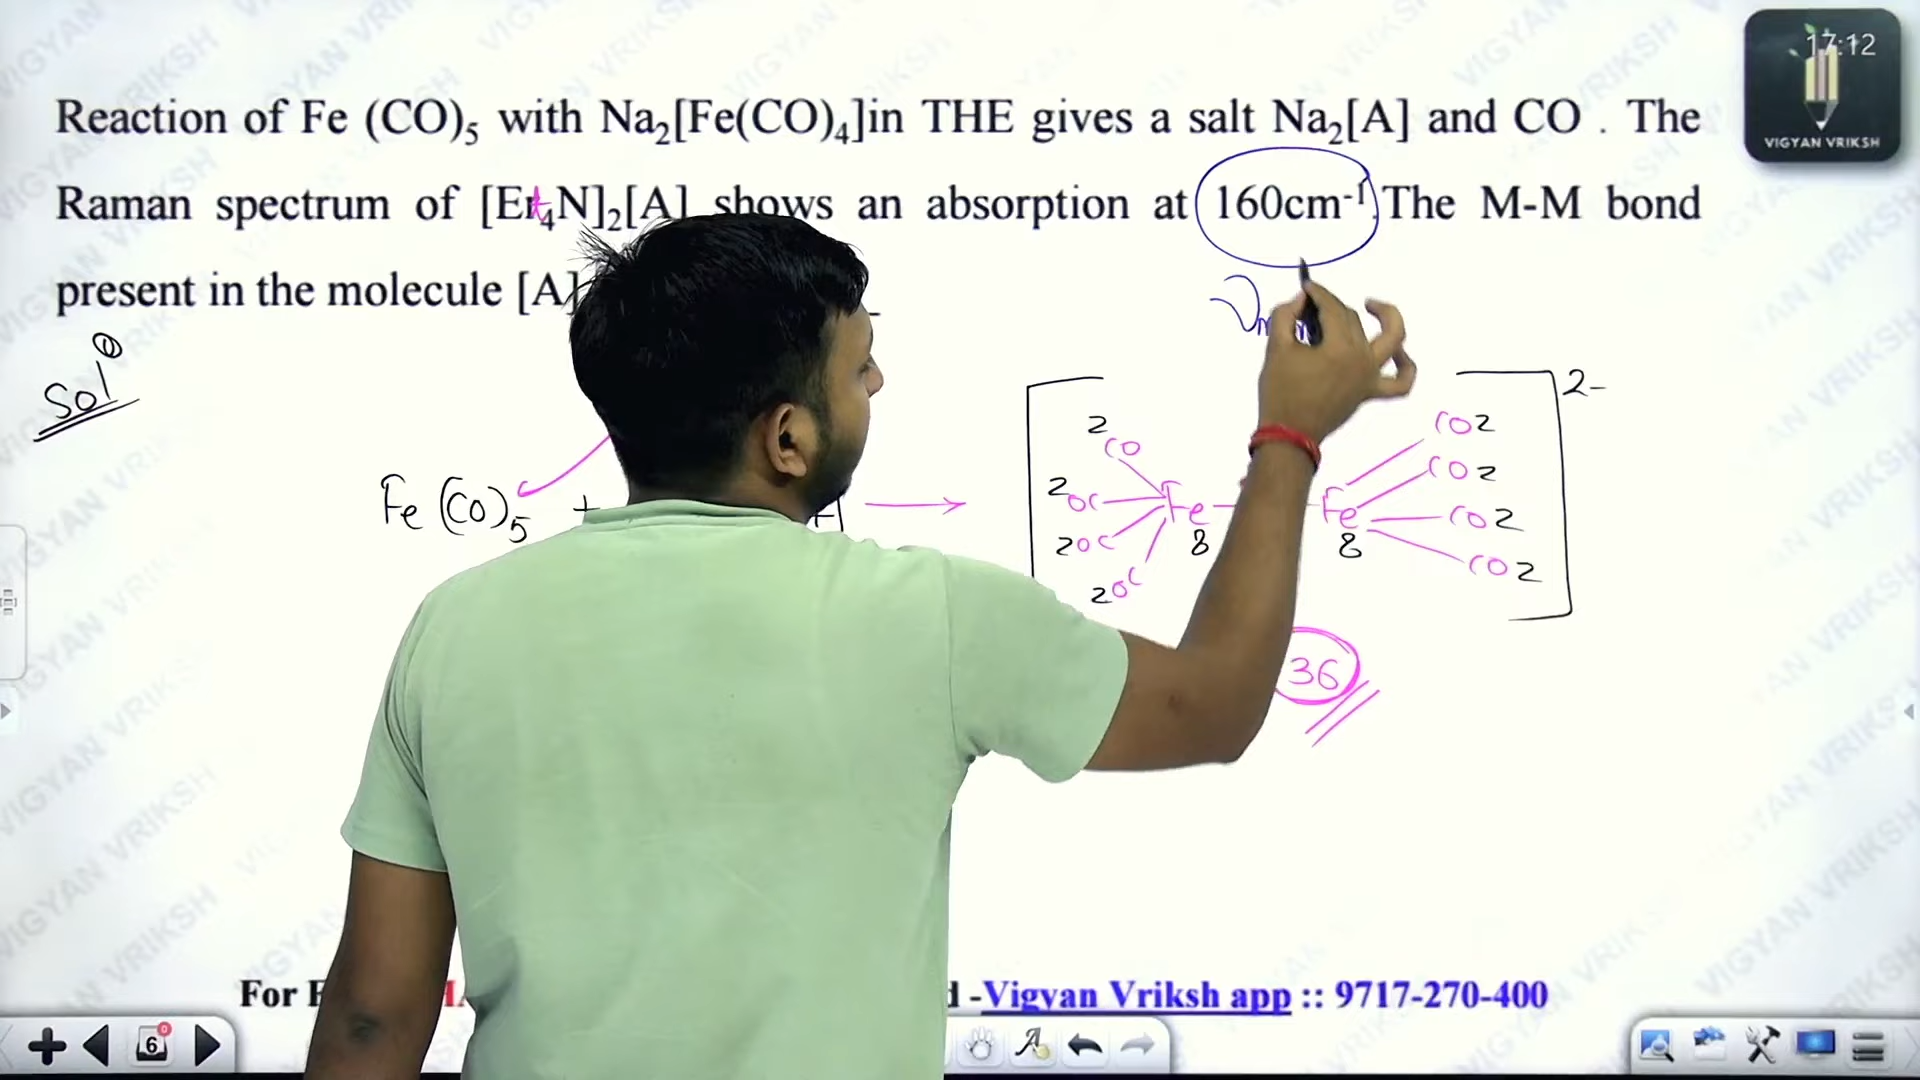 17:12
VIGYAN VRIKSH
Reaction of Fe (CO)5 with Na2[Fe(CO)4]in THE gives a salt Na2[A] and CO . The
Raman spectrum of [Et4N]2[A] shows an absorption at 160cm-1.The M-M bond
present in the molecule [A]
Sol
2-
2 CO
CO 2
2 OC
CO 2
Fe (CO)5 +
Fe
Fe
CO 2
2 OC
8
8
CO 2
2 OC
36
For
-Vigyan Vriksh app :: 9717-270-400
6
0